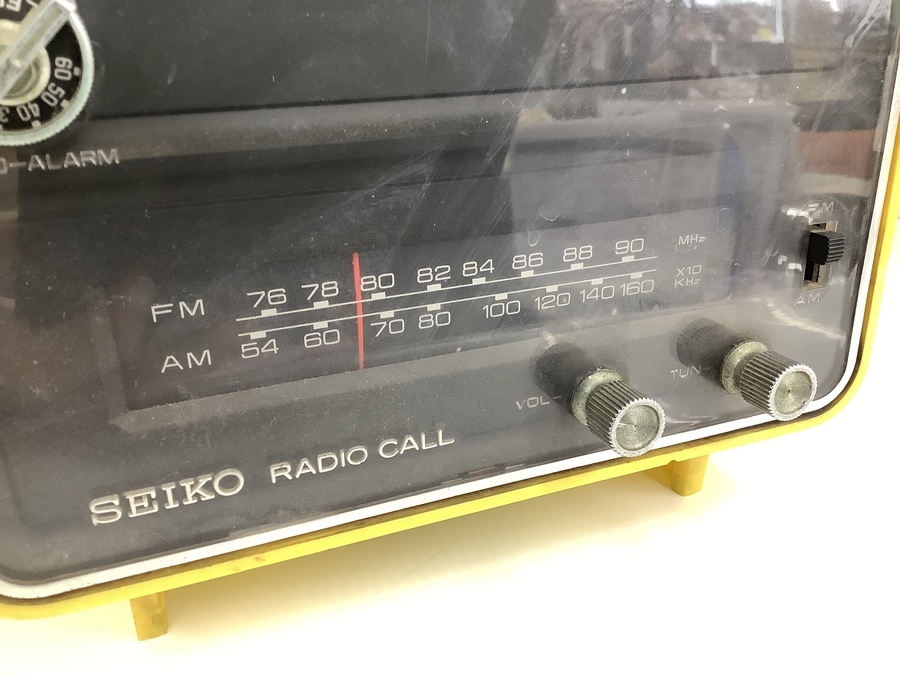 60 50 40
-ALARM
FM
76 78 80 82 84 86 88 90
MHz
FM
AM
54 60 70 80 100 120 140 160
X10
KHz
AM
VOL
TUN
SEIKO RADIO CALL